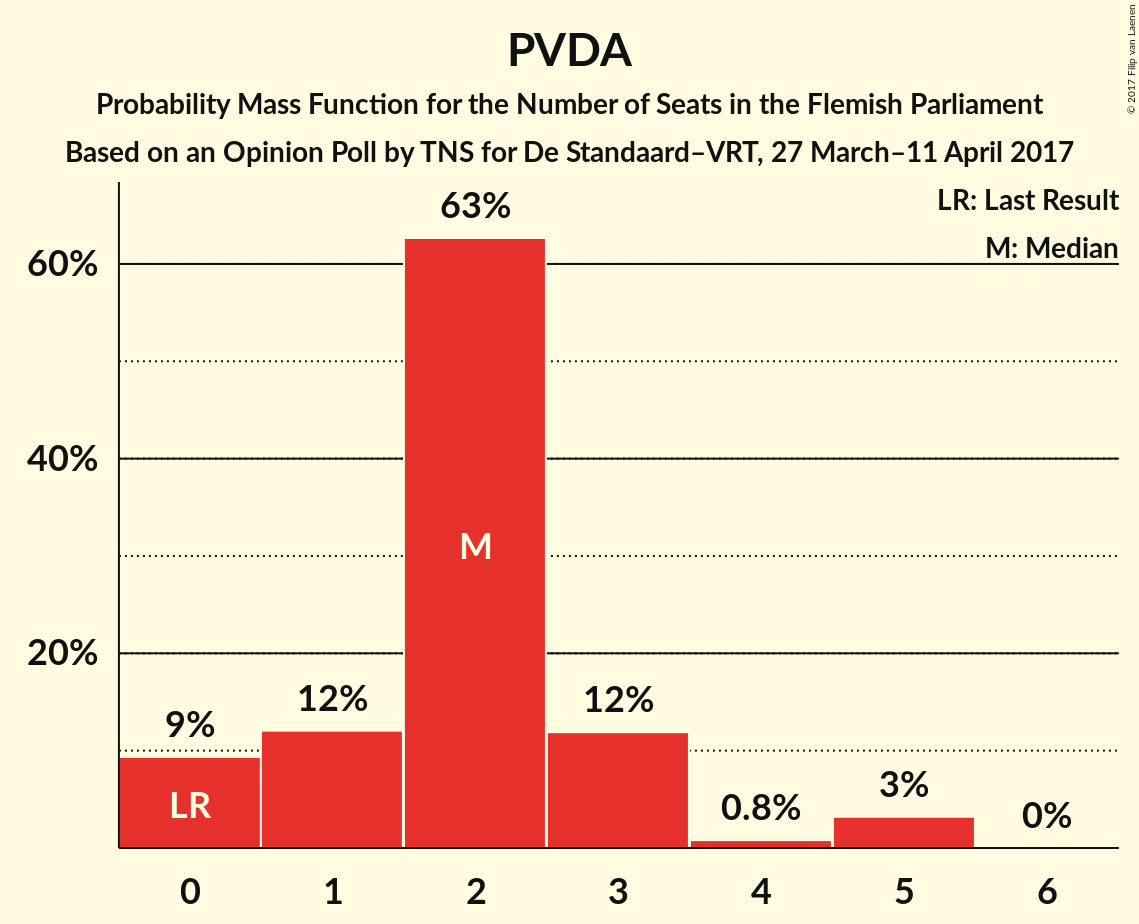 PVDA
Probability Mass Function for the Number of Seats in the Flemish Parliament
Based on an Opinion Poll by TNS for De Standaard–VRT, 27 March–11 April 2017
© 2017 Filip van Laenen
LR: Last Result
M: Median
63%
60%
40%
M
20%
12%
12%
9%
3%
LR
0.8%
0%
0 1 2 3 4 5 6